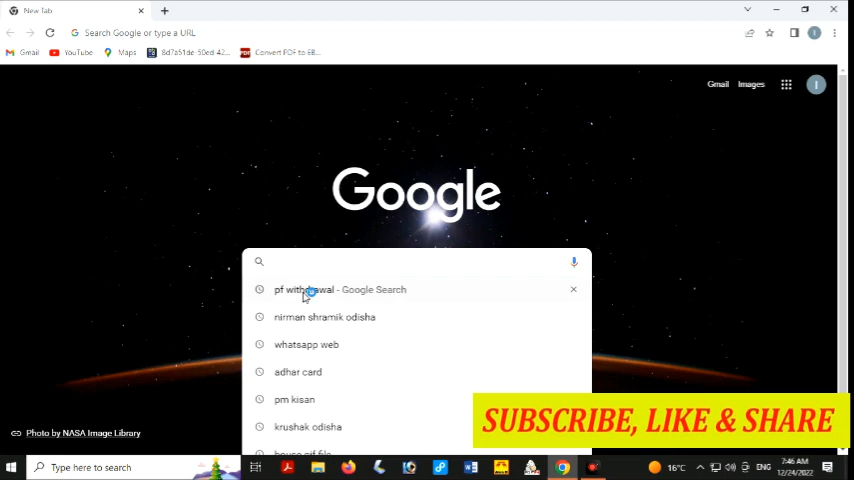 New Tab
Search Google or type a URL
Gmail
YouTube
Maps
8d7a51de-50ed-42...
Convert PDF to EB...
Gmail
Images
I
Google
pf withdrawal - Google Search
nirman shramik odisha
whatsapp web
adhar card
pm kisan
krushak odisha
Photo by NASA Image Library
SUBSCRIBE, LIKE & SHARE
Type here to search
16°C
ENG
7:46 AM
12/24/2022